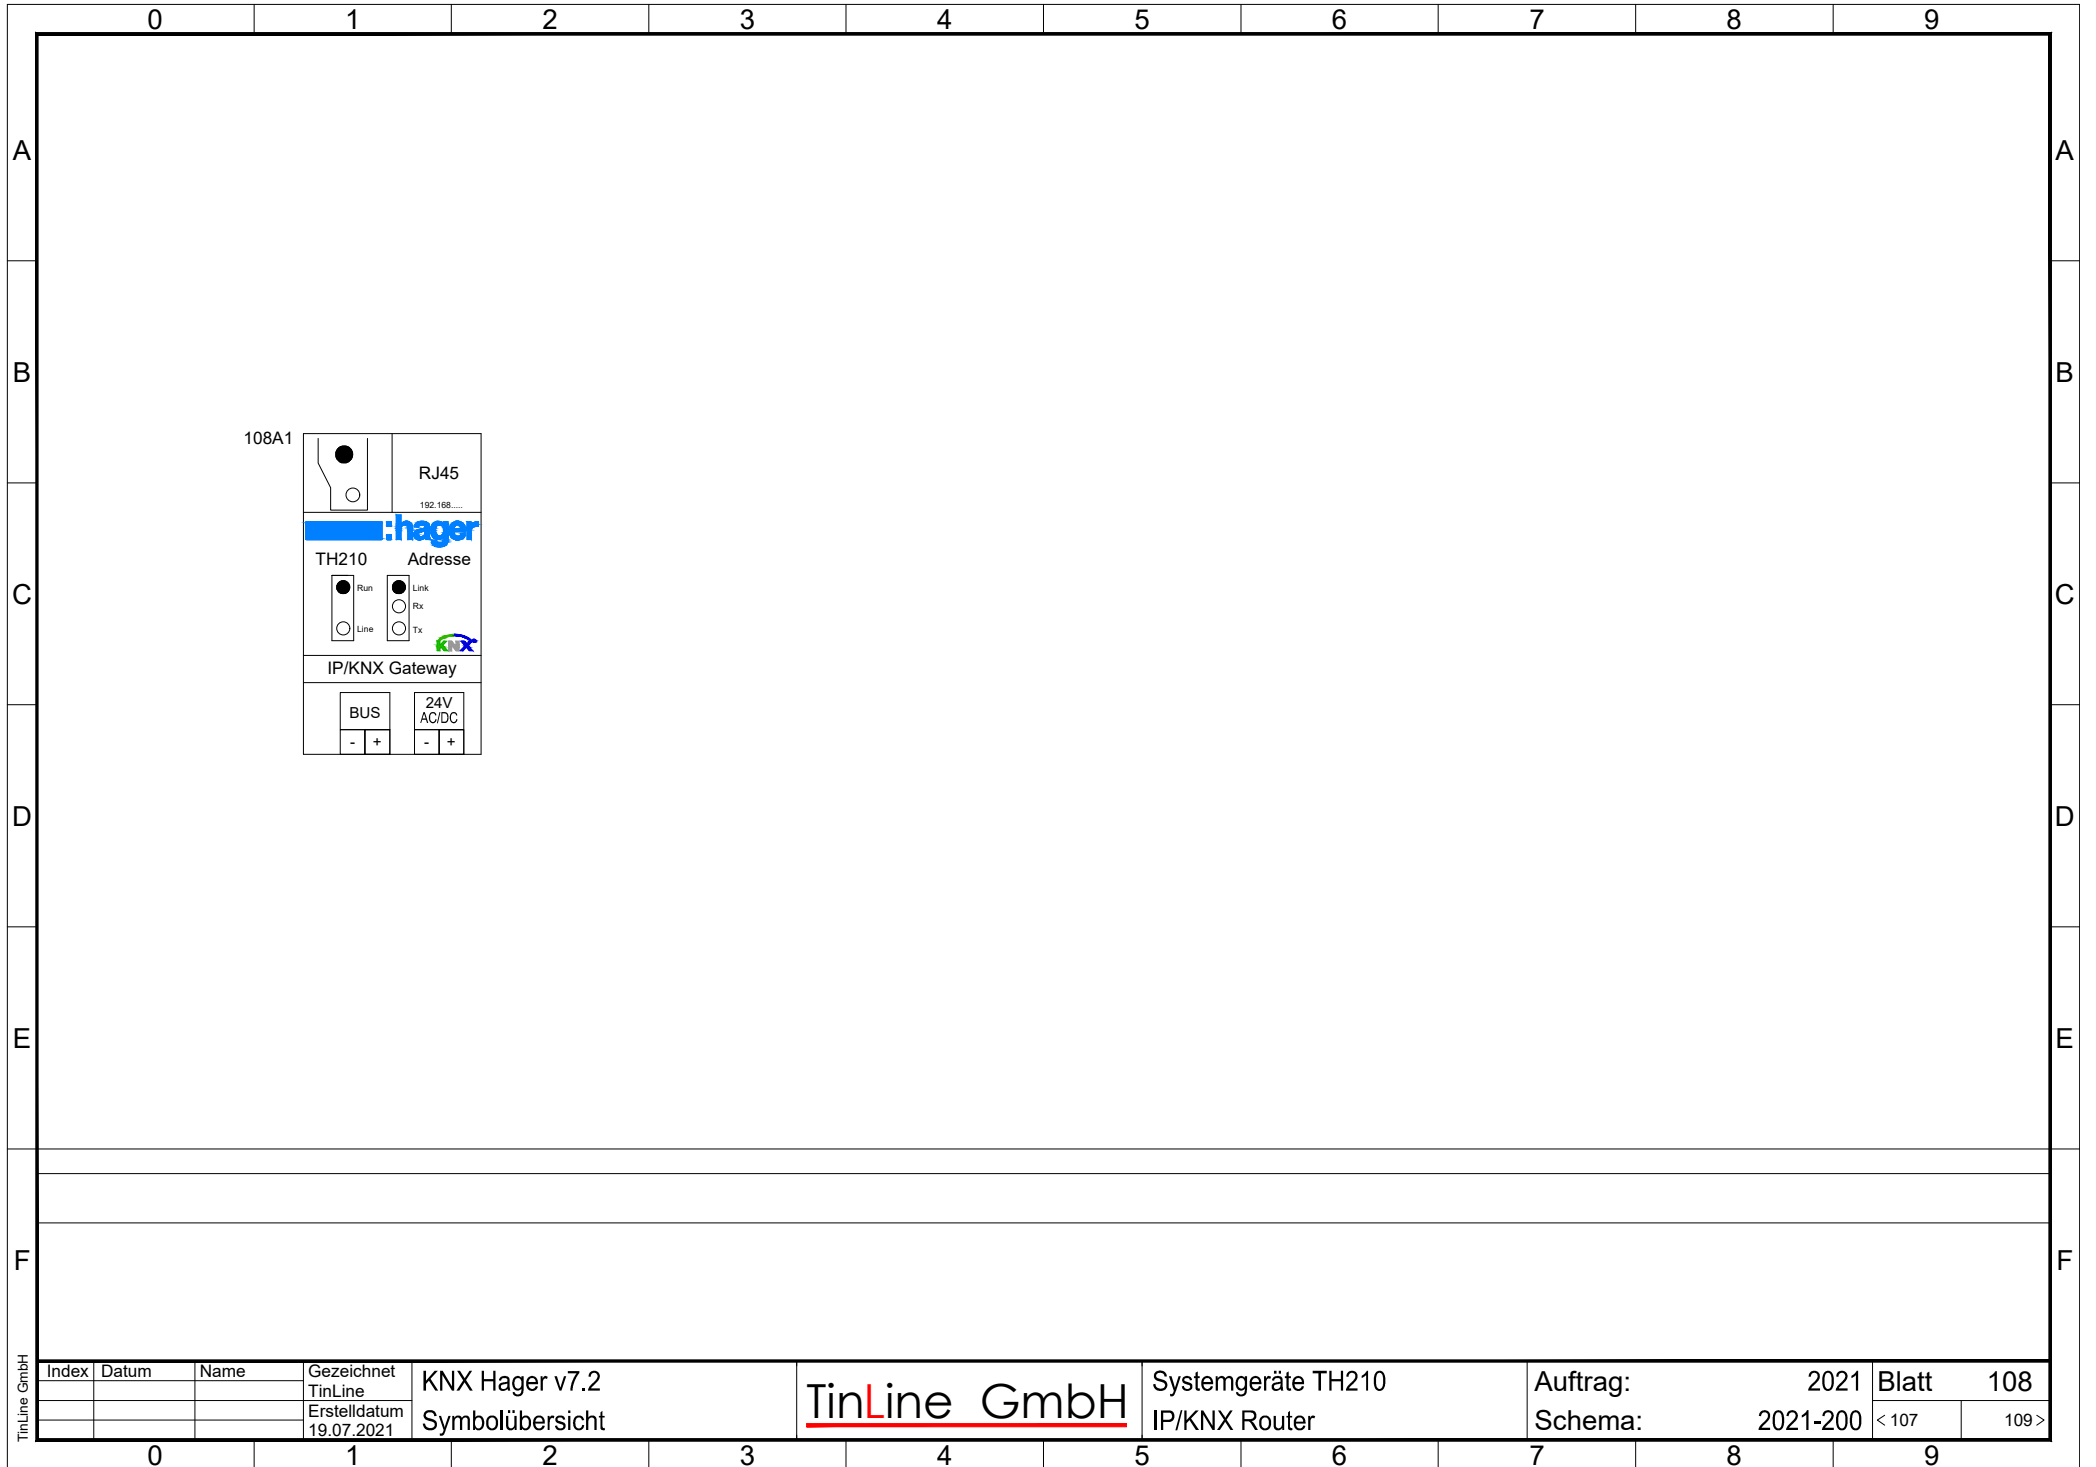 0 1 2 3 4 5 6 7 8 9
A A
B B
108A1
RJ45
192.168.....
:hager
TH210 Adresse
Run Link
Rx
Line Tx
KNX
C C
IP/KNX Gateway
BUS 24V
AC/DC
- + - +
D D
E E
F F
TinLine GmbH
Index Datum Name Gezeichnet
TinLine
Erstelldatum
19.07.2021
KNX Hager v7.2
Symbolübersicht
TinLine GmbH
Systemgeräte TH210
IP/KNX Router
Auftrag: 2021
Schema: 2021-200
Blatt 108
< 107 109 >
0 1 2 3 4 5 6 7 8 9